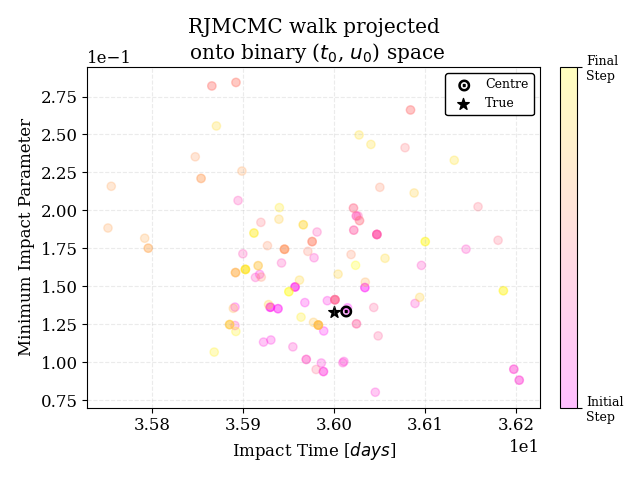 RJMCMC walk projected
onto binary (t₀, u₀) space
1e−1
Final
Step
Centre
True
2.75
2.50
2.25
2.00
1.75
1.50
1.25
1.00
0.75
Minimum Impact Parameter
Initial
Step
3.58
3.59
3.60
3.61
3.62
1e1
Impact Time [days]